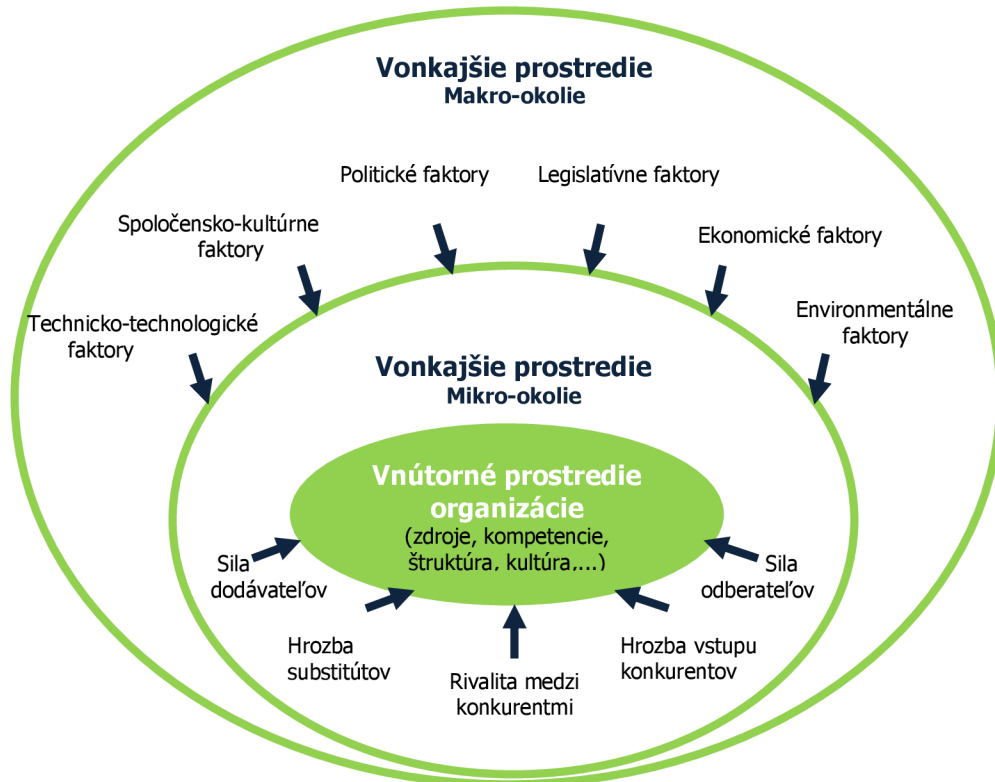 Vonkajšie prostredie
Makro-okolie
Politické faktory
Legislatívne faktory
Spoločensko-kultúrne
faktory
Ekonomické faktory
Technicko-technologické
faktory
Environmentálne
faktory
Vonkajšie prostredie
Mikro-okolie
Vnútorné prostredie
organizácie
(zdroje, kompetencie,
štruktúra, kultúra,...)
Sila
dodávateľov
Sila
odberateľov
Hrozba
substitútov
Rivalita medzi
konkurentmi
Hrozba vstupu
konkurentov